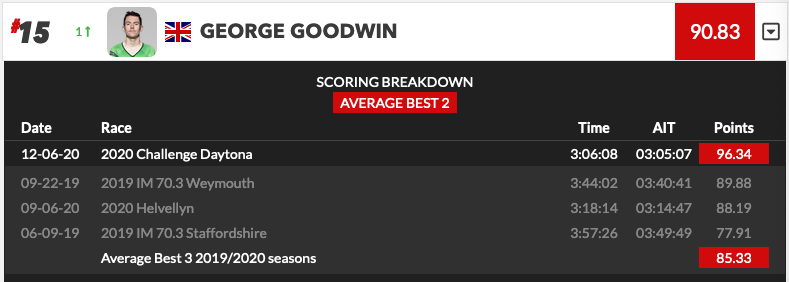 #15 1↑ GEORGE GOODWIN 90.83
SCORING BREAKDOWN
AVERAGE BEST 2
Date Race Time AIT Points
12-06-20 2020 Challenge Daytona 3:06:08 03:05:07 96.34
09-22-19 2019 IM 70.3 Weymouth 3:44:02 03:40:41 89.88
09-06-20 2020 Helvellyn 3:18:14 03:14:47 88.19
06-09-19 2019 IM 70.3 Staffordshire 3:57:26 03:49:49 77.91
Average Best 3 2019/2020 seasons 85.33